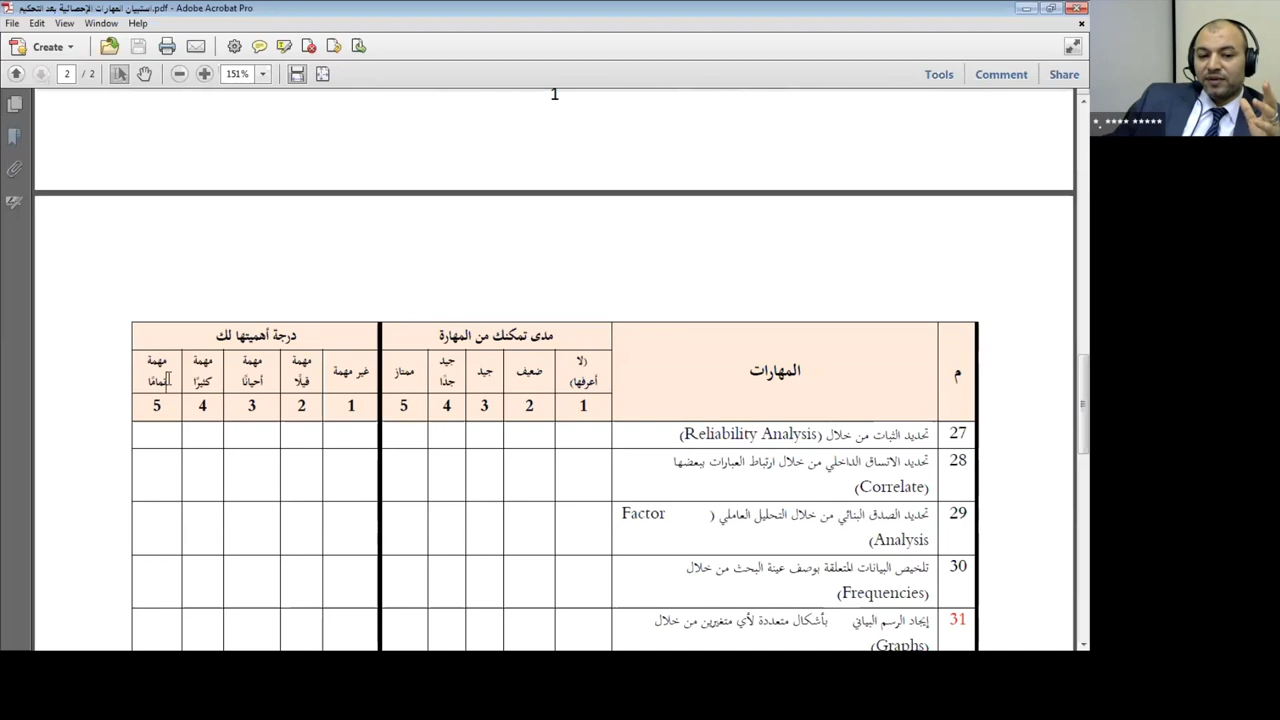 استبيان المهارات الإحصائية بعد التحكيم.pdf - Adobe Acrobat Pro
File Edit View Window Help
Create
2 / 2 151% Tools Comment Share
*. **** *****
1
م المهارات مدى تمكنك من المهارة درجة أهميتها لك
(لا أعرفها) ضعيف جيد جيد جدًا ممتاز غير مهمة مهمة قيلًا مهمة أحيانًا مهمة كثيرًا مهمة تمامًا
1 2 3 4 5 1 2 3 4 5
27 تحديد الثبات من خلال (Reliability Analysis)
28 تحديد الاتساق الداخلي من خلال ارتباط العبارات ببعضها
(Correlate)
29 تحديد الصدق البنائي من خلال التحليل العاملي ( Factor
Analysis)
30 تلخيص البيانات المتعلقة بوصف عينة البحث من خلال
(Frequencies)
31 إيجاد الرسم البياني بأشكال متعددة لأي متغيرين من خلال
(Graphs)